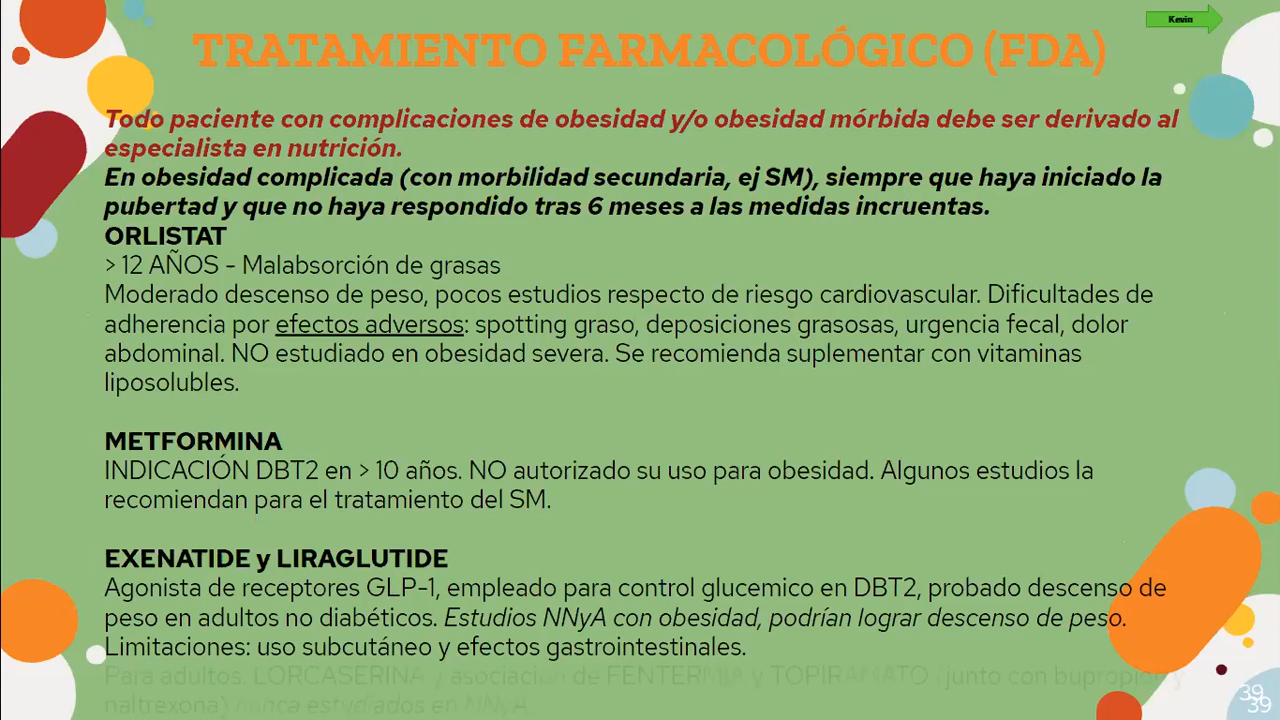 Kevin
TRATAMIENTO FARMACOLÓGICO (FDA)
Todo paciente con complicaciones de obesidad y/o obesidad mórbida debe ser derivado al
especialista en nutrición.
En obesidad complicada (con morbilidad secundaria, ej SM), siempre que haya iniciado la
pubertad y que no haya respondido tras 6 meses a las medidas incruentas.
ORLISTAT
> 12 AÑOS - Malabsorción de grasas
Moderado descenso de peso, pocos estudios respecto de riesgo cardiovascular. Dificultades de
adherencia por efectos adversos: spotting graso, deposiciones grasosas, urgencia fecal, dolor
abdominal. NO estudiado en obesidad severa. Se recomienda suplementar con vitaminas
liposolubles.
METFORMINA
INDICACIÓN DBT2 en > 10 años. NO autorizado su uso para obesidad. Algunos estudios la
recomiendan para el tratamiento del SM.
EXENATIDE y LIRAGLUTIDE
Agonista de receptores GLP-1, empleado para control glucemico en DBT2, probado descenso de
peso en adultos no diabéticos. Estudios NNyA con obesidad, podrían lograr descenso de peso.
Limitaciones: uso subcutáneo y efectos gastrointestinales.
Para adultos. LORCASERINA y asociación de FENTERMIA y TOPIRAMATO (junto con bupropion y
naltrexona) nunca estudiados en NNyA
39
39